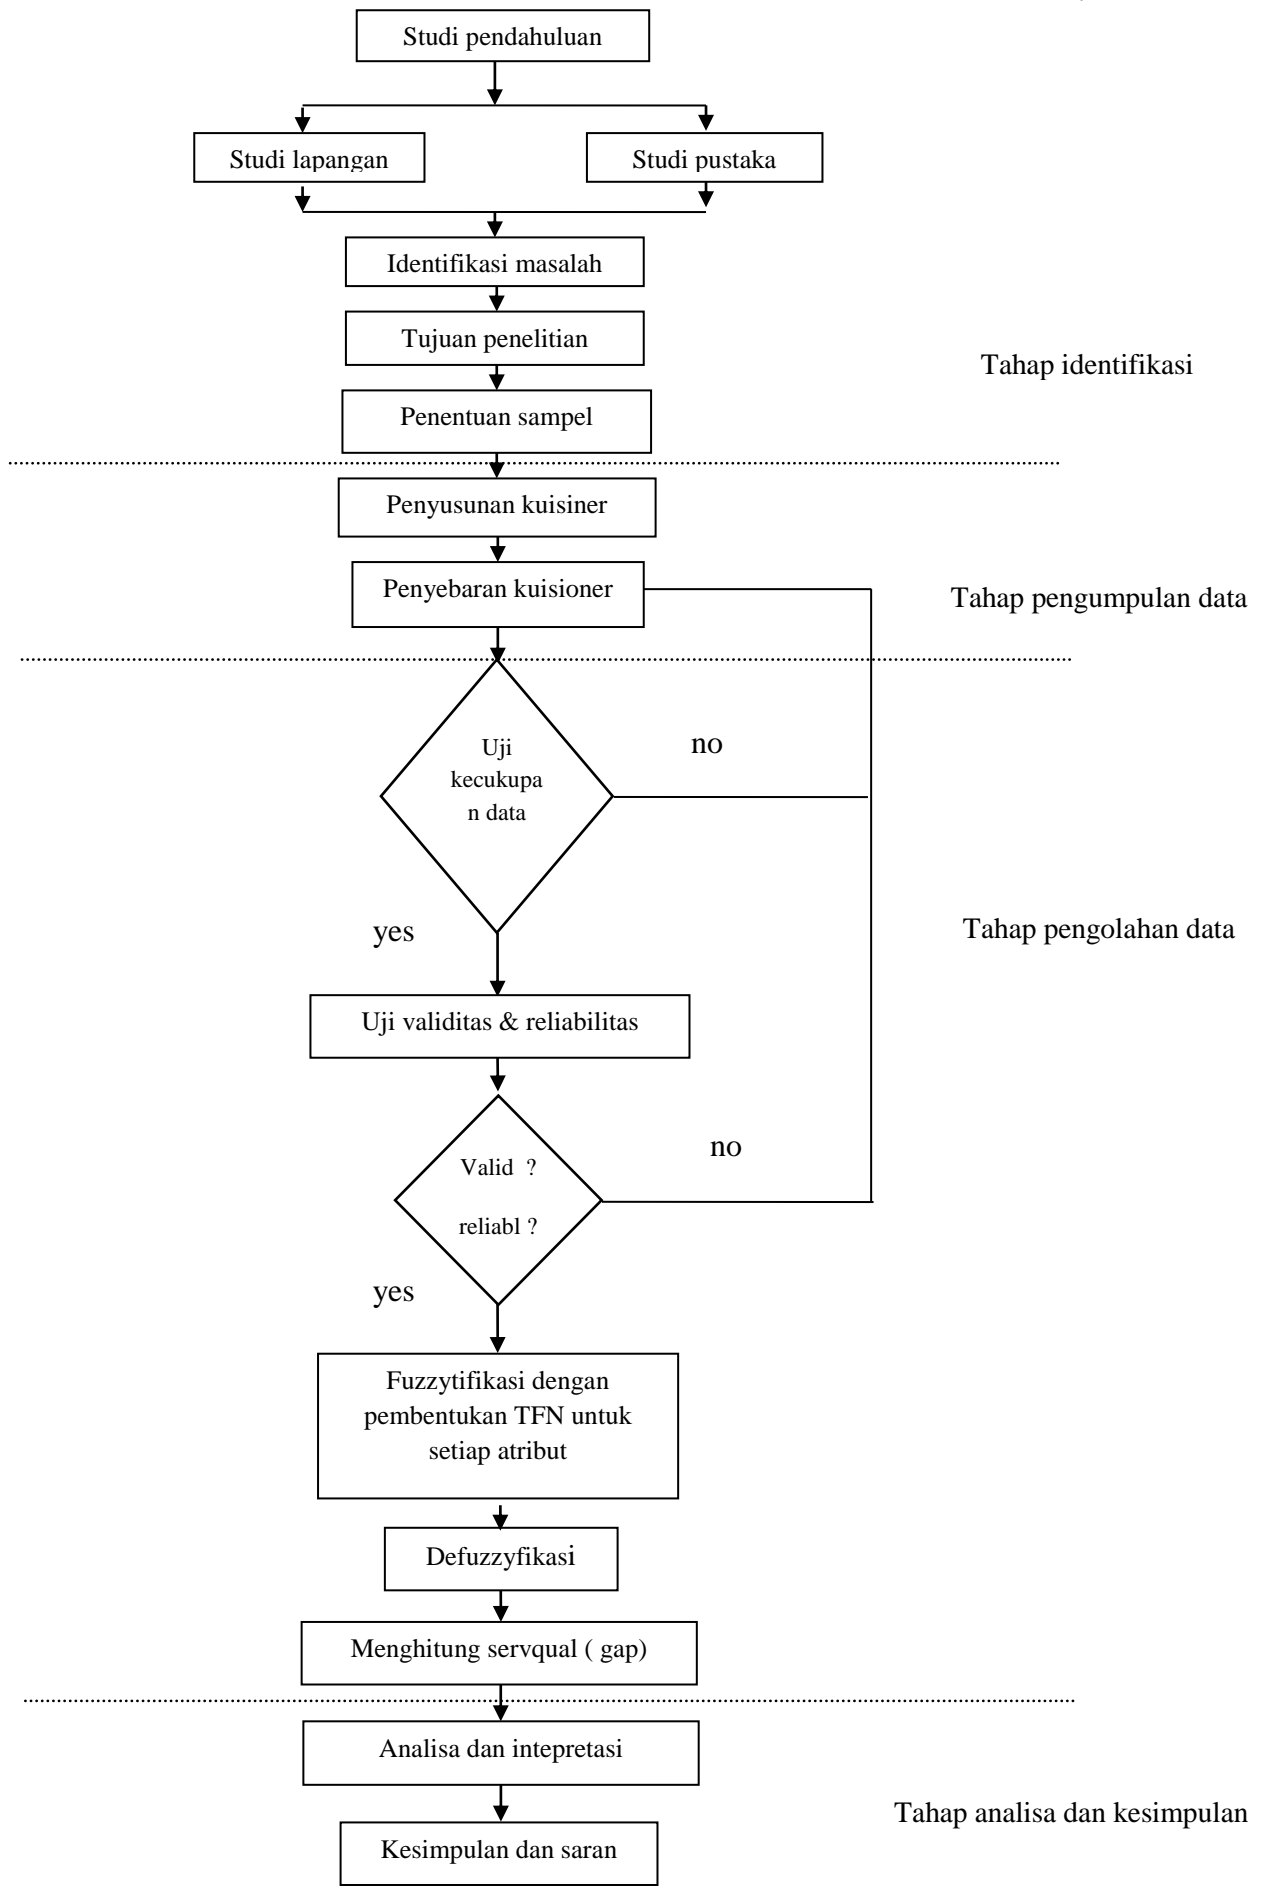 Studi pendahuluan
Studi lapangan
Studi pustaka
Identifikasi masalah
Tujuan penelitian
Tahap identifikasi
Penentuan sampel
Penyusunan kuisiner
Penyebaran kuisioner
Tahap pengumpulan data
Uji
kecukupa
n data
no
yes
Tahap pengolahan data
Uji validitas & reliabilitas
Valid ?
reliabl ?
no
yes
Fuzzytifikasi dengan
pembentukan TFN untuk
setiap atribut
Defuzzyfikasi
Menghitung servqual ( gap)
Analisa dan intepretasi
Tahap analisa dan kesimpulan
Kesimpulan dan saran